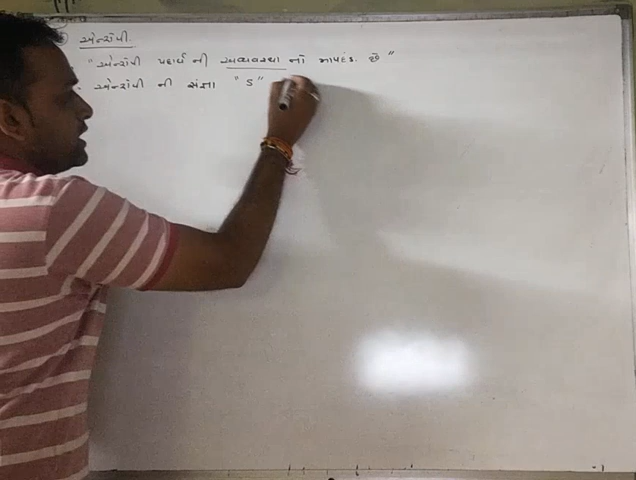 એન્ટ્રોપી.
"એન્ટ્રોપી પદાર્થ ની અવ્યવસ્થા નો માપદંડ છે"
એન્ટ્રોપી ની સંજ્ઞા "S"